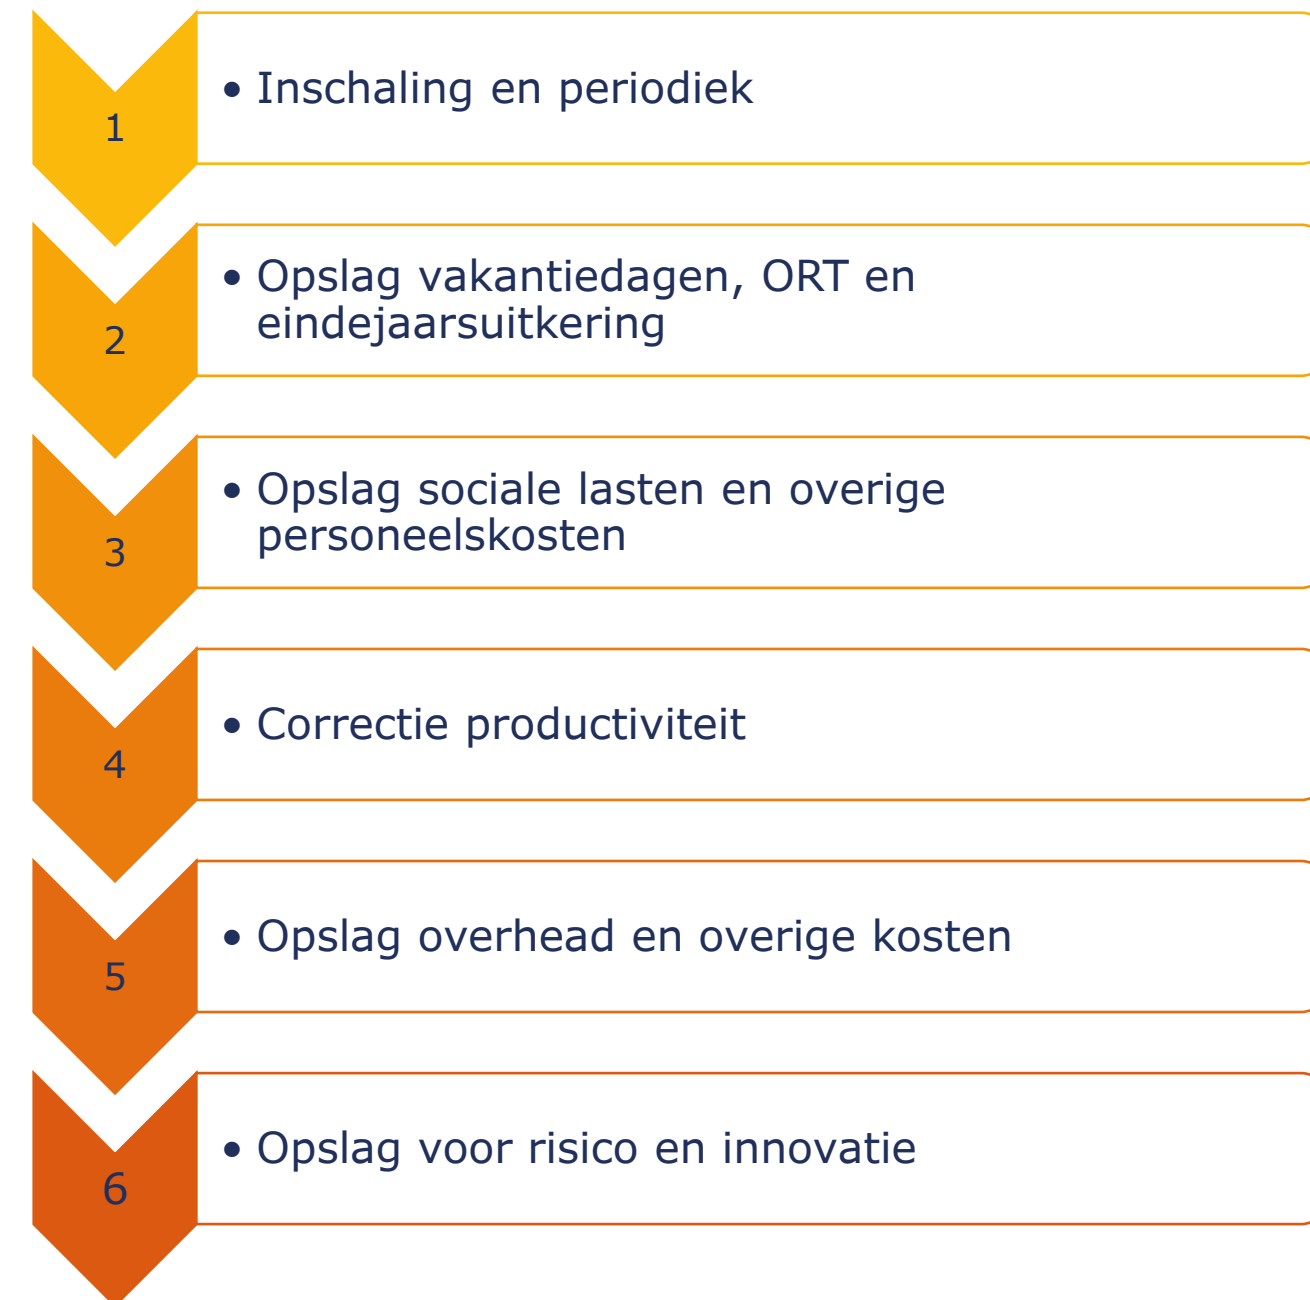 1
• Inschaling en periodiek
2
• Opslag vakantiedagen, ORT en
eindejaarsuitkering
3
• Opslag sociale lasten en overige
personeelskosten
4
• Correctie productiviteit
5
• Opslag overhead en overige kosten
6
• Opslag voor risico en innovatie